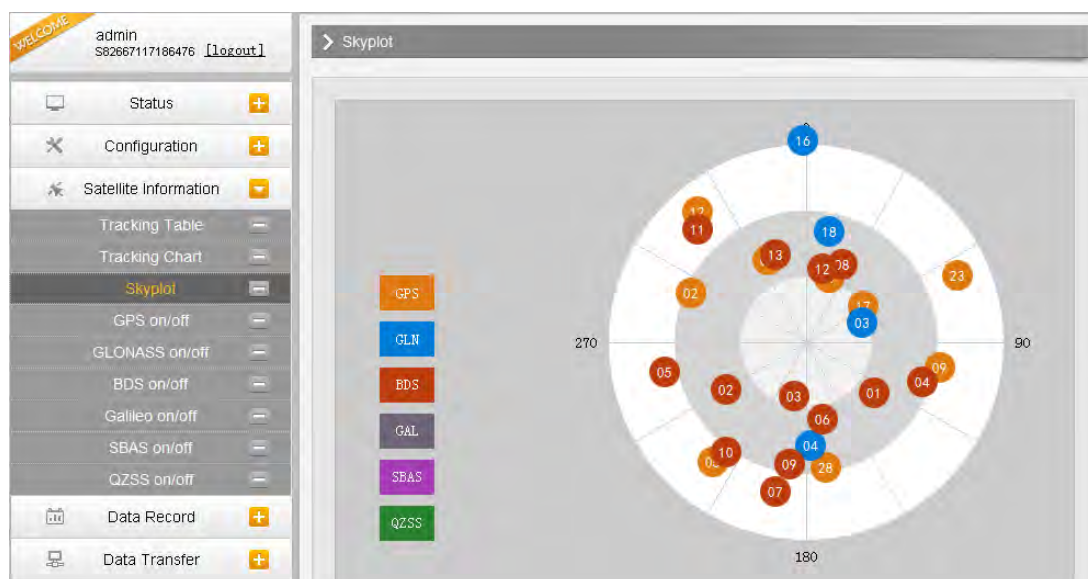 WELCOME
admin
S82667117186476 [logout]
Status
Configuration
Satellite Information
Tracking Table
Tracking Chart
Skyplot
GPS on/off
GLONASS on/off
BDS on/off
Galileo on/off
SBAS on/off
QZSS on/off
Data Record
Data Transfer
Skyplot
GPS
GLN
BDS
GAL
SBAS
QZSS
16
12
11
18
13
12
08
23
02
17
03
270
90
05
09
04
02
01
03
06
04
10
09
28
07
180